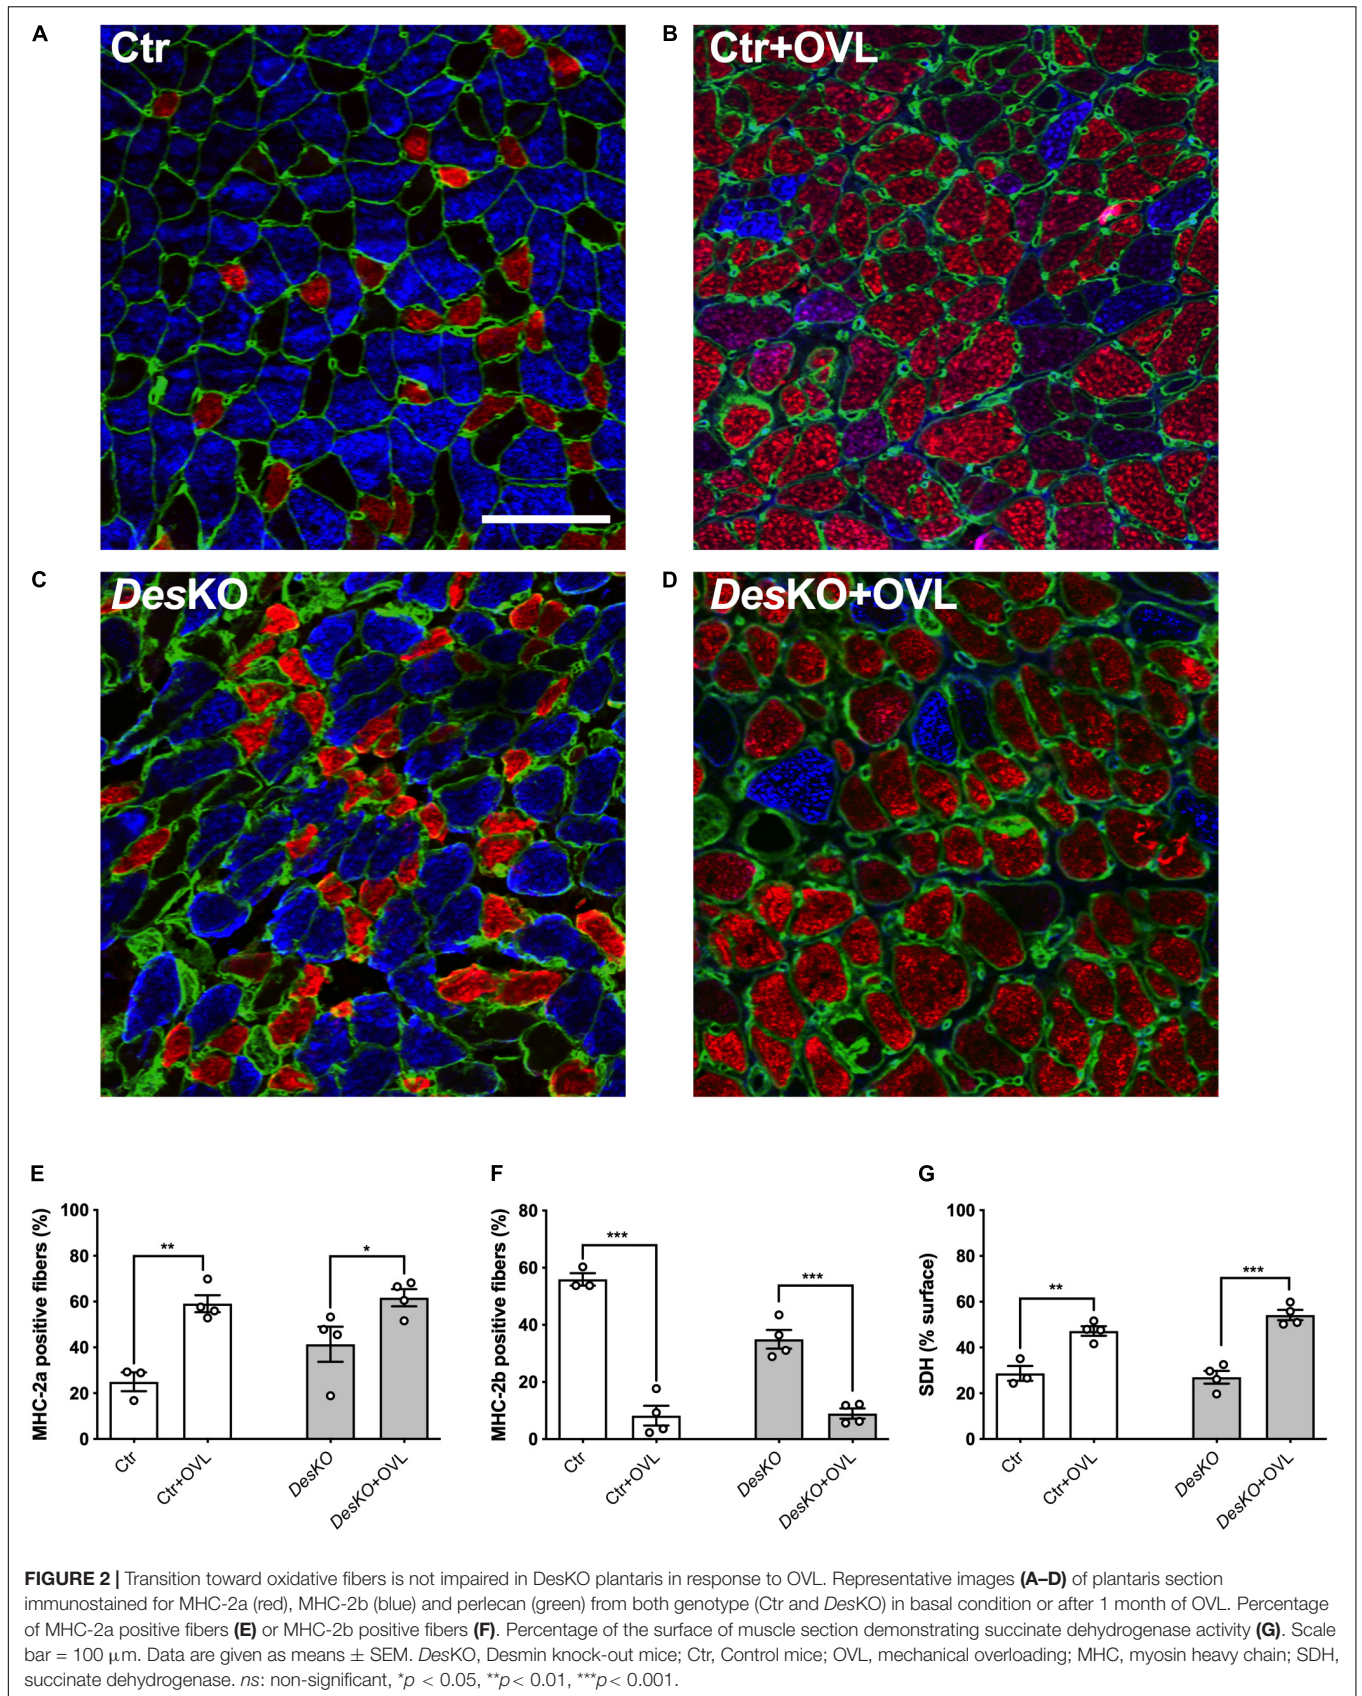 A
Ctr
B
Ctr+OVL
C
DesKO
D
DesKO+OVL
E
MHC-2a positive fibers (%)
100
80
60
40
20
0
**
*
Ctr
Ctr+OVL
DesKO
DesKO+OVL
F
MHC-2b positive fibers (%)
80
60
40
20
0
***
***
Ctr
Ctr+OVL
DesKO
DesKO+OVL
G
SDH (% surface)
100
80
60
40
20
0
**
***
Ctr
Ctr+OVL
DesKO
DesKO+OVL
FIGURE 2 | Transition toward oxidative fibers is not impaired in DesKO plantaris in response to OVL. Representative images (A–D) of plantaris section
immunostained for MHC-2a (red), MHC-2b (blue) and perlecan (green) from both genotype (Ctr and DesKO) in basal condition or after 1 month of OVL. Percentage
of MHC-2a positive fibers (E) or MHC-2b positive fibers (F). Percentage of the surface of muscle section demonstrating succinate dehydrogenase activity (G). Scale
bar = 100 μm. Data are given as means ± SEM. DesKO, Desmin knock-out mice; Ctr, Control mice; OVL, mechanical overloading; MHC, myosin heavy chain; SDH,
succinate dehydrogenase. ns: non-significant, *p < 0.05, **p< 0.01, ***p< 0.001.